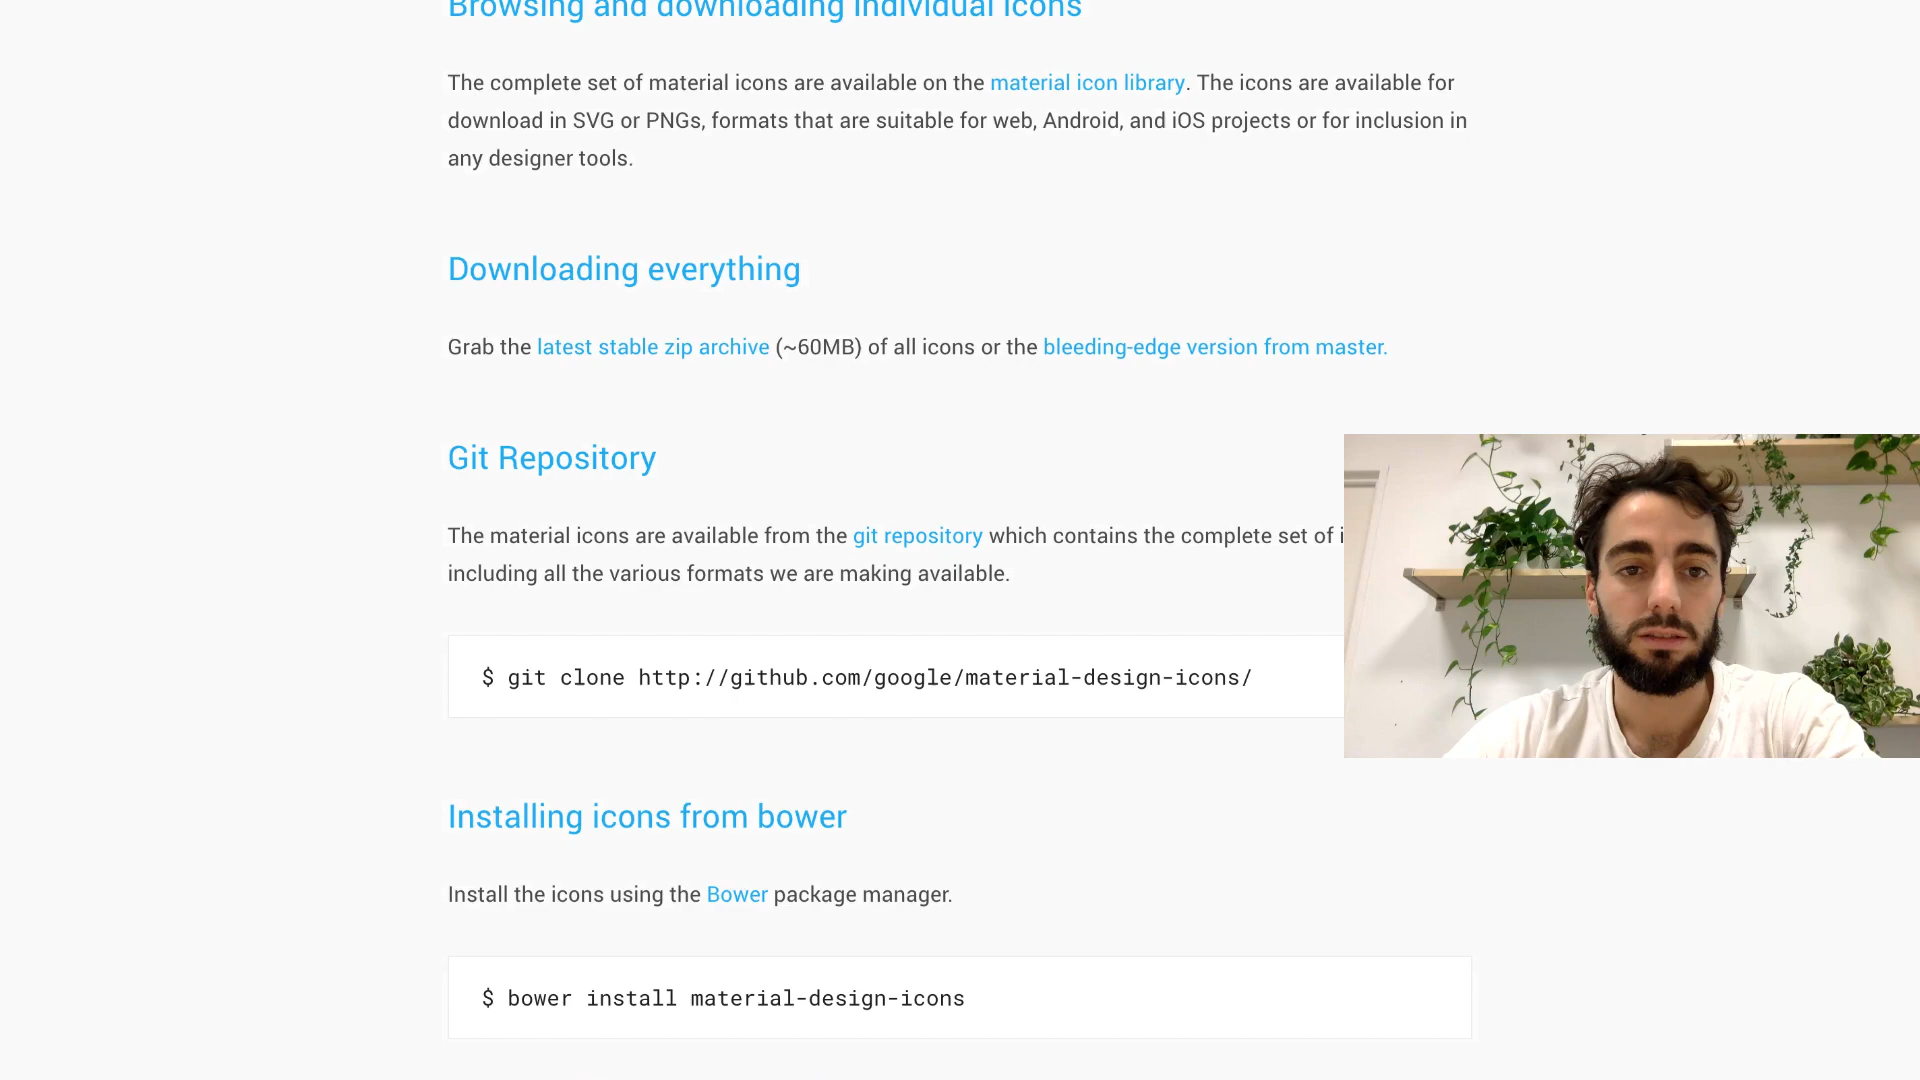 Browsing and downloading individual icons
The complete set of material icons are available on the material icon library. The icons are available for
download in SVG or PNGs, formats that are suitable for web, Android, and iOS projects or for inclusion in
any designer tools.
Downloading everything
Grab the latest stable zip archive (~60MB) of all icons or the bleeding-edge version from master.
Git Repository
The material icons are available from the git repository which contains the complete set of
including all the various formats we are making available.
$ git clone http://github.com/google/material-design-icons/
Installing icons from bower
Install the icons using the Bower package manager.
$ bower install material-design-icons